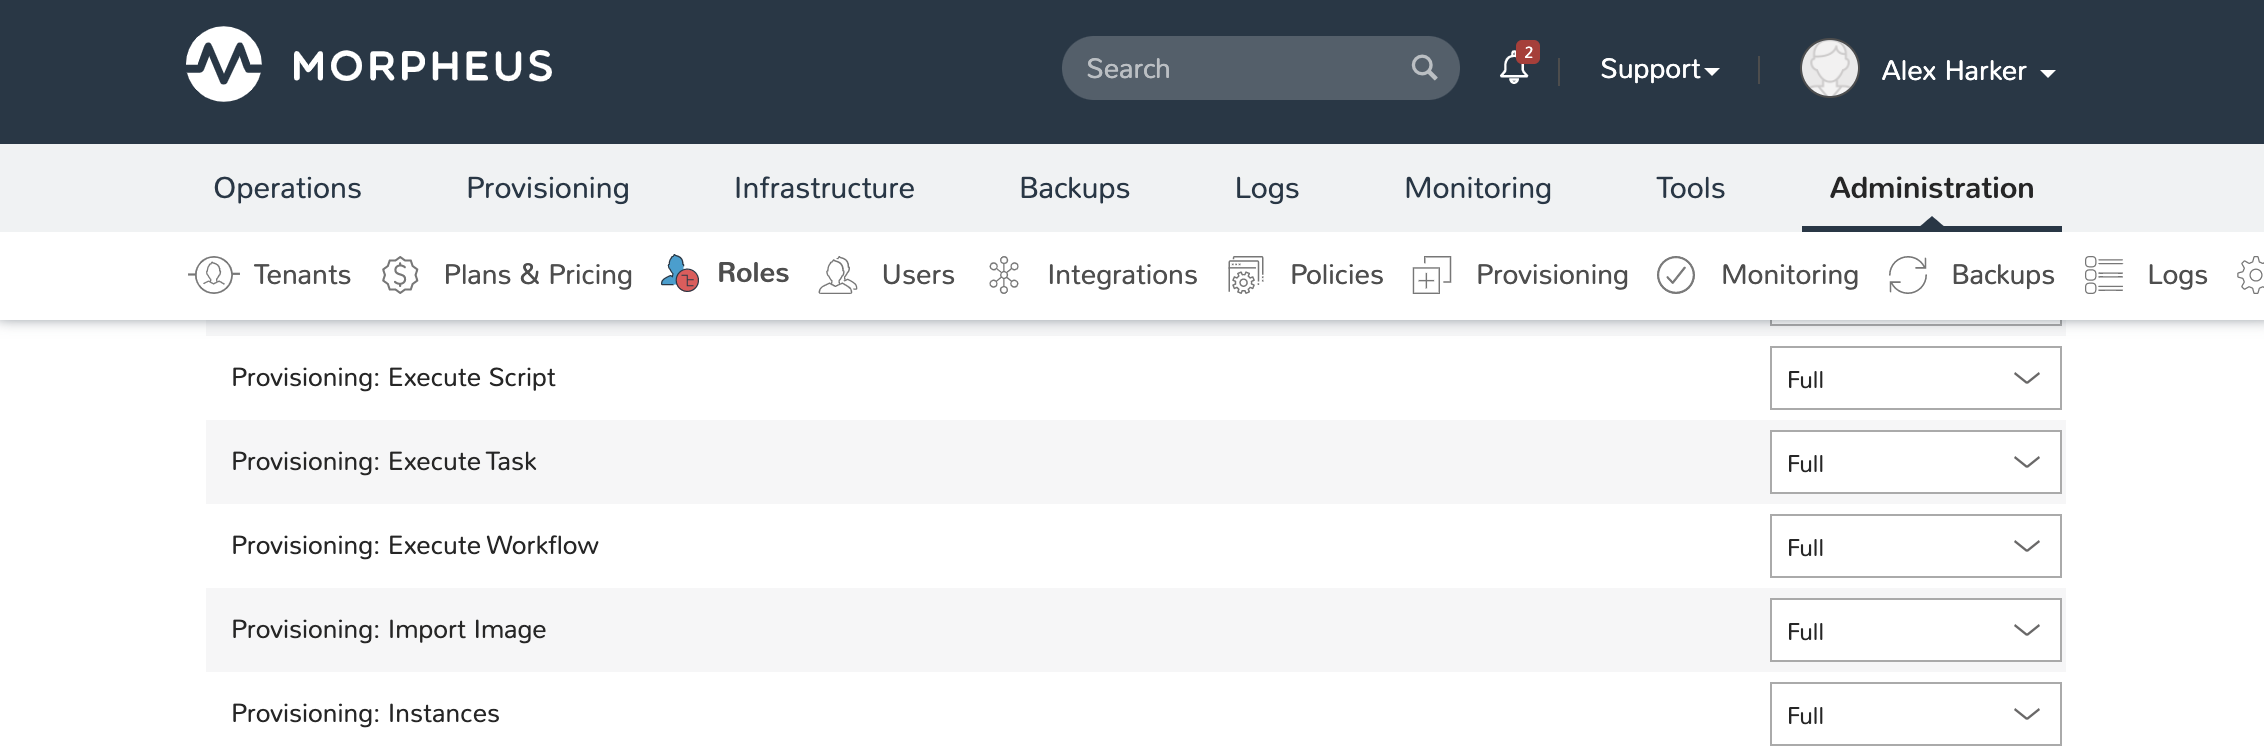 MORPHEUS
Search
2
Support
Alex Harker
Operations Provisioning Infrastructure Backups Logs Monitoring Tools Administration
Tenants Plans & Pricing Roles Users Integrations Policies Provisioning Monitoring Backups Logs
Provisioning: Execute Script Full
Provisioning: Execute Task Full
Provisioning: Execute Workflow Full
Provisioning: Import Image Full
Provisioning: Instances Full